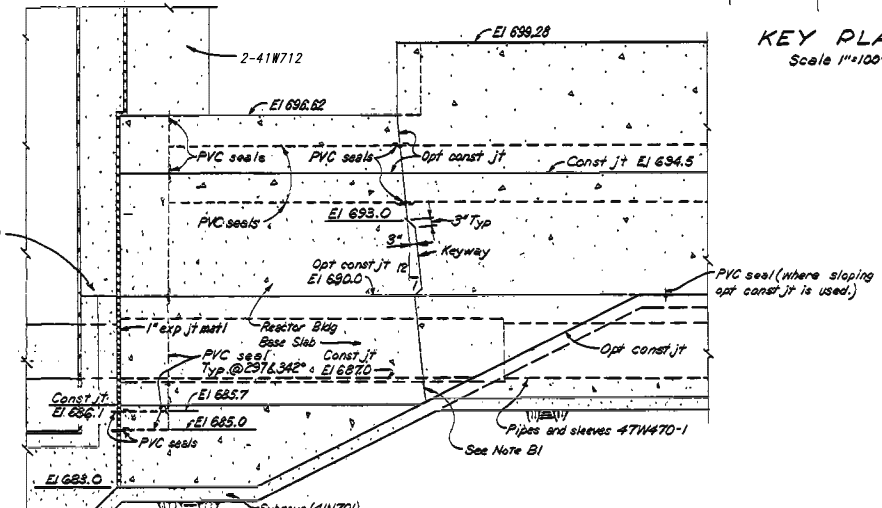 El 699.28
KEY PLA
Scale 1"=100'
2-41W712
El 696.62
PVC seals
PVC seals
Opt const jt
Const jt El 694.5
PVC seals
El 693.0
3" Typ
3"
Keyway
12
1
Opt const jt
El 690.0
PVC seal (where sloping
opt const jt is used.)
1" exp jt matl
Reactor Bldg
Base Slab
Opt const jt
PVC seal
Typ. @ 297 & 342°
Const jt
El 687.0
Const jt
El 686.1
El 685.7
El 685.0
PVC seals
Pipes and sleeves 47W470-1
See Note B1
El 683.0
(41N701)